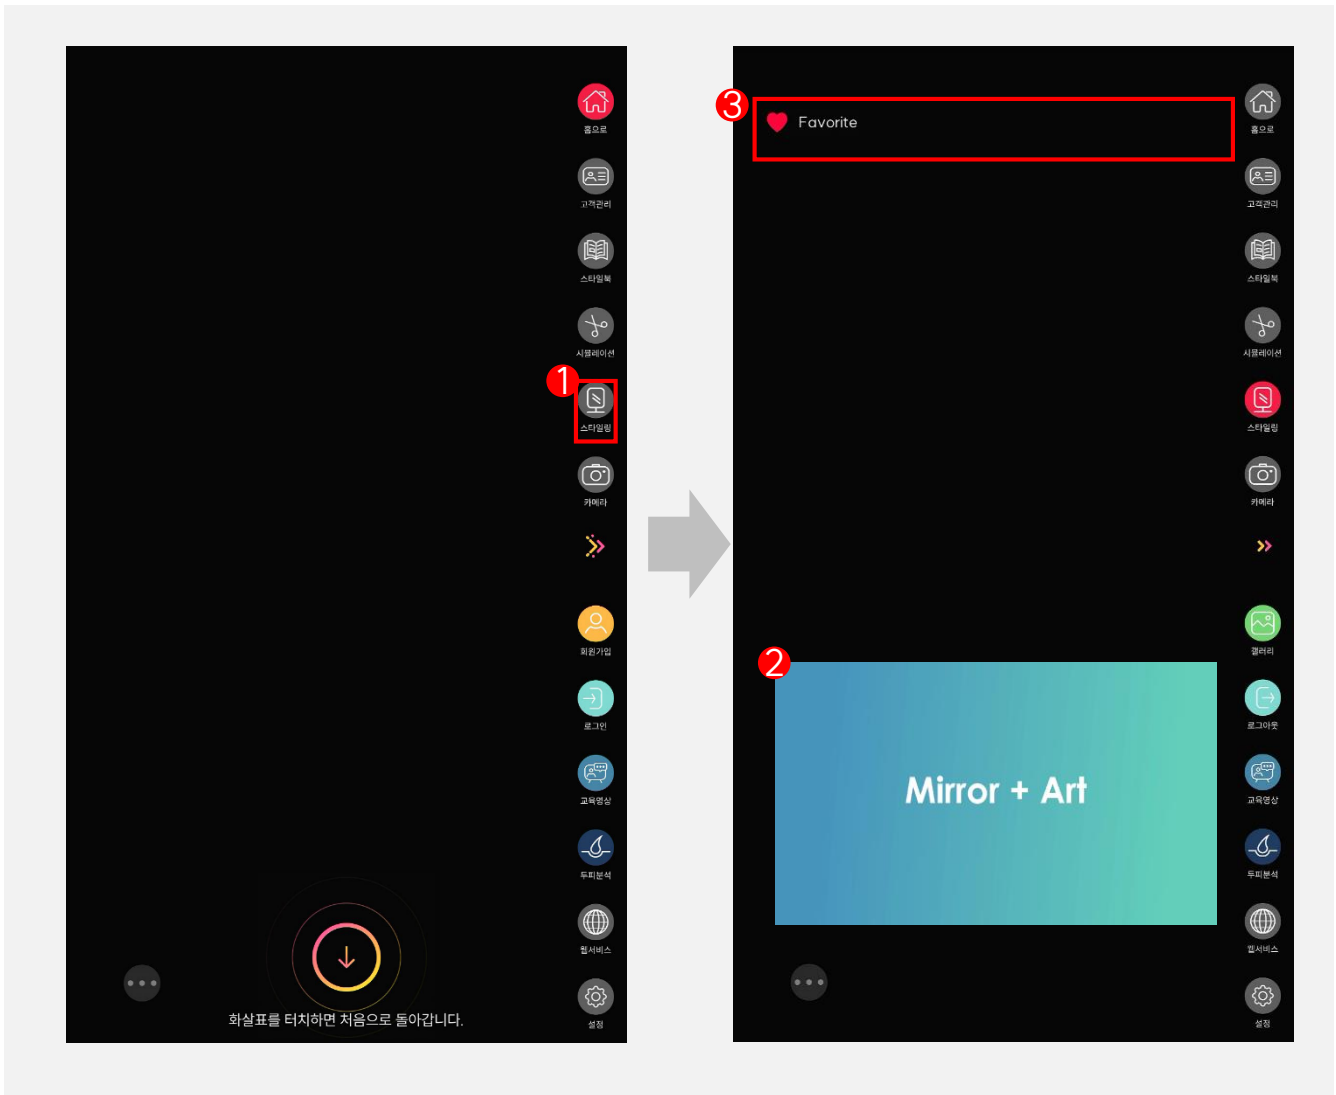 홈으로
고객관리
스타일북
시뮬레이션
1
스타일링
카메라
회원가입
로그인
교육영상
두피분석
웹서비스
설정
화살표를 터치하면 처음으로 돌아갑니다.
3
Favorite
홈으로
고객관리
스타일북
시뮬레이션
스타일링
카메라
갤러리
2
로그아웃
Mirror + Art
교육영상
두피분석
웹서비스
설정